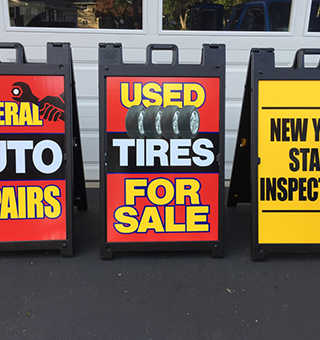 ERAL
UTO
PAIRS
USED
TIRES
FOR
SALE
NEW Y
STA
INSPECT